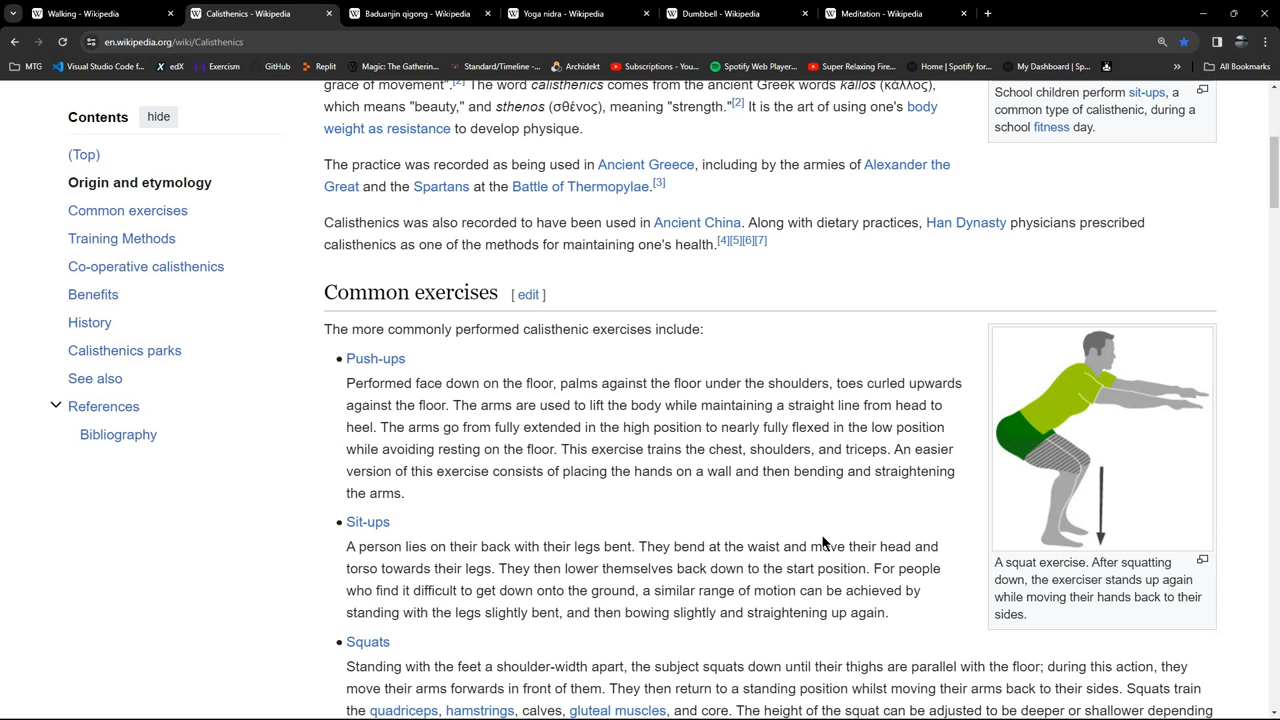 Walking - Wikipedia
Calisthenics - Wikipedia
Baduanjin qigong - Wikipedia
Yoga nidra - Wikipedia
Dumbbell - Wikipedia
Meditation - Wikipedia
en.wikipedia.org/wiki/Calisthenics
MTG
Visual Studio Code f...
edX
Exercism
GitHub
Replit
Magic: The Gatherin...
Standard/Timeline -...
Archidekt
Subscriptions - You...
Spotify Web Player...
Super Relaxing Fire...
Home | Spotify for...
My Dashboard | Sp...
All Bookmarks
Contents hide
(Top)
Origin and etymology
Common exercises
Training Methods
Co-operative calisthenics
Benefits
History
Calisthenics parks
See also
References
Bibliography
grace of movement".[2] The word calisthenics comes from the ancient Greek words kállos (κάλλος),
which means "beauty," and sthenos (σθένος), meaning "strength."[2] It is the art of using one's body
weight as resistance to develop physique.
The practice was recorded as being used in Ancient Greece, including by the armies of Alexander the
Great and the Spartans at the Battle of Thermopylae.[3]
Calisthenics was also recorded to have been used in Ancient China. Along with dietary practices, Han Dynasty physicians prescribed
calisthenics as one of the methods for maintaining one's health.[4][5][6][7]
Common exercises [ edit ]
The more commonly performed calisthenic exercises include:
• Push-ups
Performed face down on the floor, palms against the floor under the shoulders, toes curled upwards
against the floor. The arms are used to lift the body while maintaining a straight line from head to
heel. The arms go from fully extended in the high position to nearly fully flexed in the low position
while avoiding resting on the floor. This exercise trains the chest, shoulders, and triceps. An easier
version of this exercise consists of placing the hands on a wall and then bending and straightening
the arms.
• Sit-ups
A person lies on their back with their legs bent. They bend at the waist and move their head and
torso towards their legs. They then lower themselves back down to the start position. For people
who find it difficult to get down onto the ground, a similar range of motion can be achieved by
standing with the legs slightly bent, and then bowing slightly and straightening up again.
• Squats
Standing with the feet a shoulder-width apart, the subject squats down until their thighs are parallel with the floor; during this action, they
move their arms forwards in front of them. They then return to a standing position whilst moving their arms back to their sides. Squats train
the quadriceps, hamstrings, calves, gluteal muscles, and core. The height of the squat can be adjusted to be deeper or shallower depending
School children perform sit-ups, a
common type of calisthenic, during a
school fitness day.
A squat exercise. After squatting
down, the exerciser stands up again
while moving their hands back to their
sides.